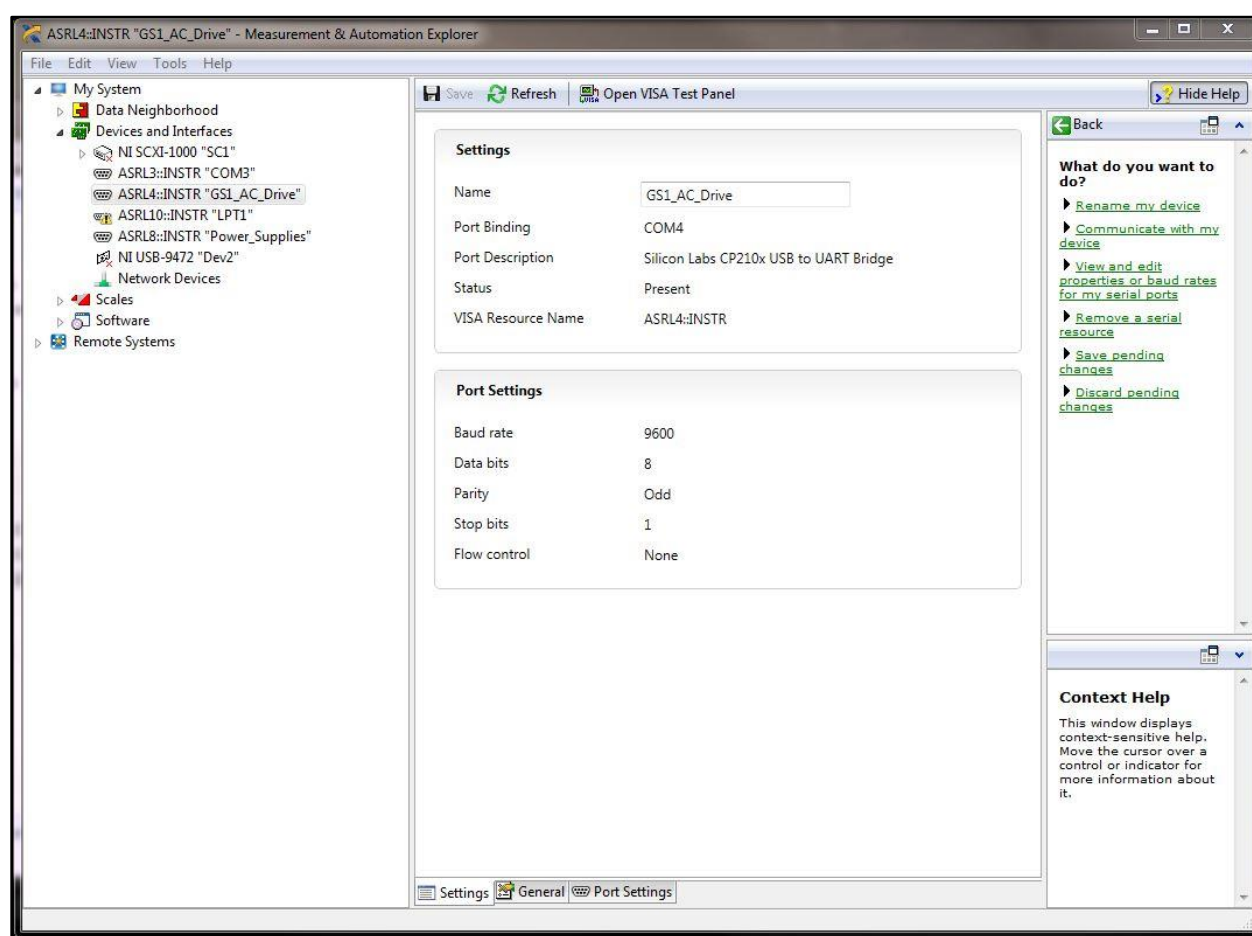 ASRL4::INSTR "GS1_AC_Drive" - Measurement & Automation Explorer
File Edit View Tools Help
My System
Data Neighborhood
Devices and Interfaces
NI SCXI-1000 "SC1"
ASRL3::INSTR "COM3"
ASRL4::INSTR "GS1_AC_Drive"
ASRL10::INSTR "LPT1"
ASRL8::INSTR "Power_Supplies"
NI USB-9472 "Dev2"
Network Devices
Scales
Software
Remote Systems
Save Refresh Open VISA Test Panel
Hide Help
Settings
Name GS1_AC_Drive
Port Binding COM4
Port Description Silicon Labs CP210x USB to UART Bridge
Status Present
VISA Resource Name ASRL4::INSTR
Port Settings
Baud rate 9600
Data bits 8
Parity Odd
Stop bits 1
Flow control None
Settings General Port Settings
Back
What do you want to
do?
Rename my device
Communicate with my
device
View and edit
properties or baud rates
for my serial ports
Remove a serial
resource
Save pending
changes
Discard pending
changes
Context Help
This window displays
context-sensitive help.
Move the cursor over a
control or indicator for
more information about
it.